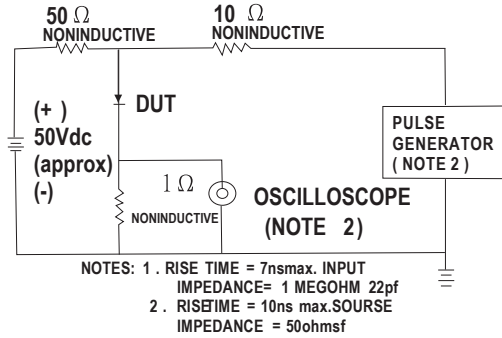 50 Ω
NONINDUCTIVE
10 Ω
NONINDUCTIVE
DUT
(+ )
50Vdc
(approx)
(-)
PULSE
GENERATOR
( NOTE 2 )
1 Ω
NONINDUCTIVE
OSCILLOSCOPE
(NOTE 2)
NOTES: 1 . RISE TIME = 7nsmax. INPUT
IMPEDANCE= 1 MEGOHM 22pf
2 . RISETIME = 10ns max.SOURSE
IMPEDANCE = 50ohmsf